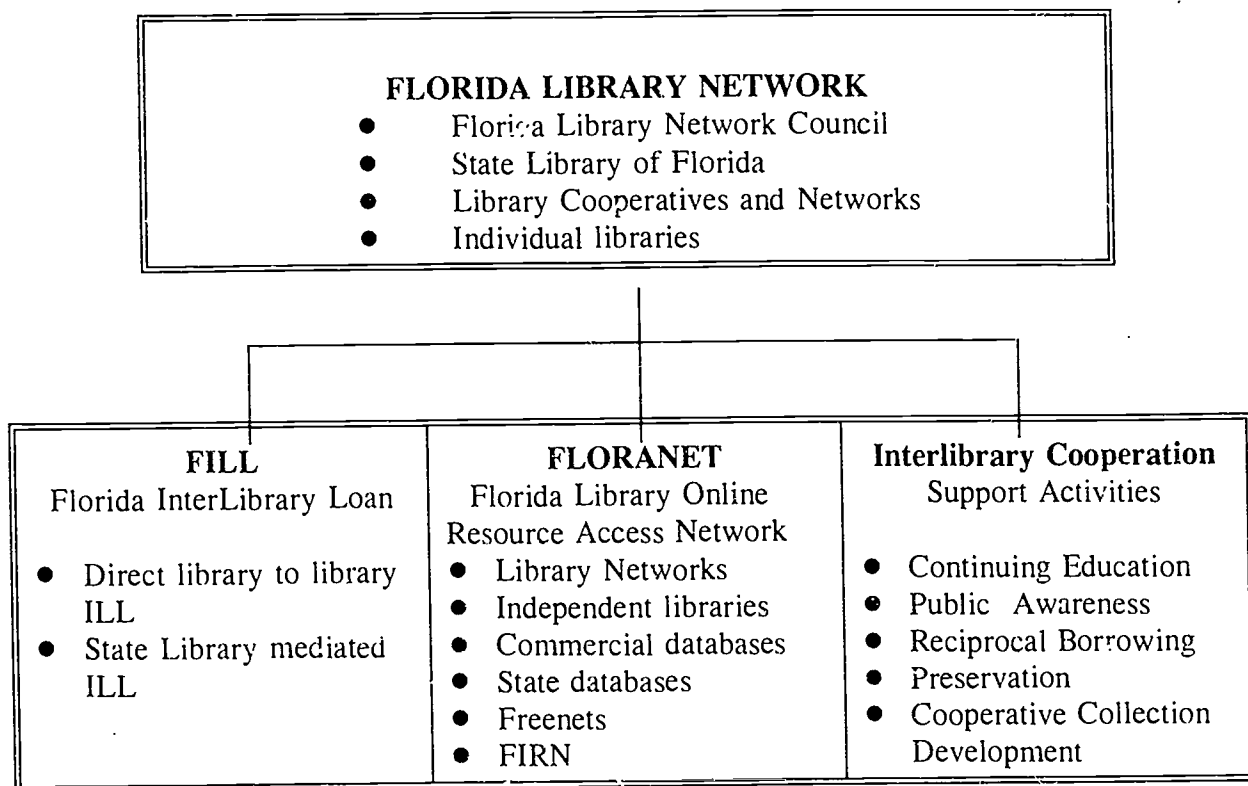 FLORIDA LIBRARY NETWORK
● Florida Library Network Council
● State Library of Florida
● Library Cooperatives and Networks
● Individual libraries
FILL
Florida InterLibrary Loan
● Direct library to library
ILL
● State Library mediated
ILL
FLORANET
Florida Library Online
Resource Access Network
● Library Networks
● Independent libraries
● Commercial databases
● State databases
● Freenets
● FIRN
Interlibrary Cooperation
Support Activities
● Continuing Education
● Public Awareness
● Reciprocal Borrowing
● Preservation
● Cooperative Collection
Development